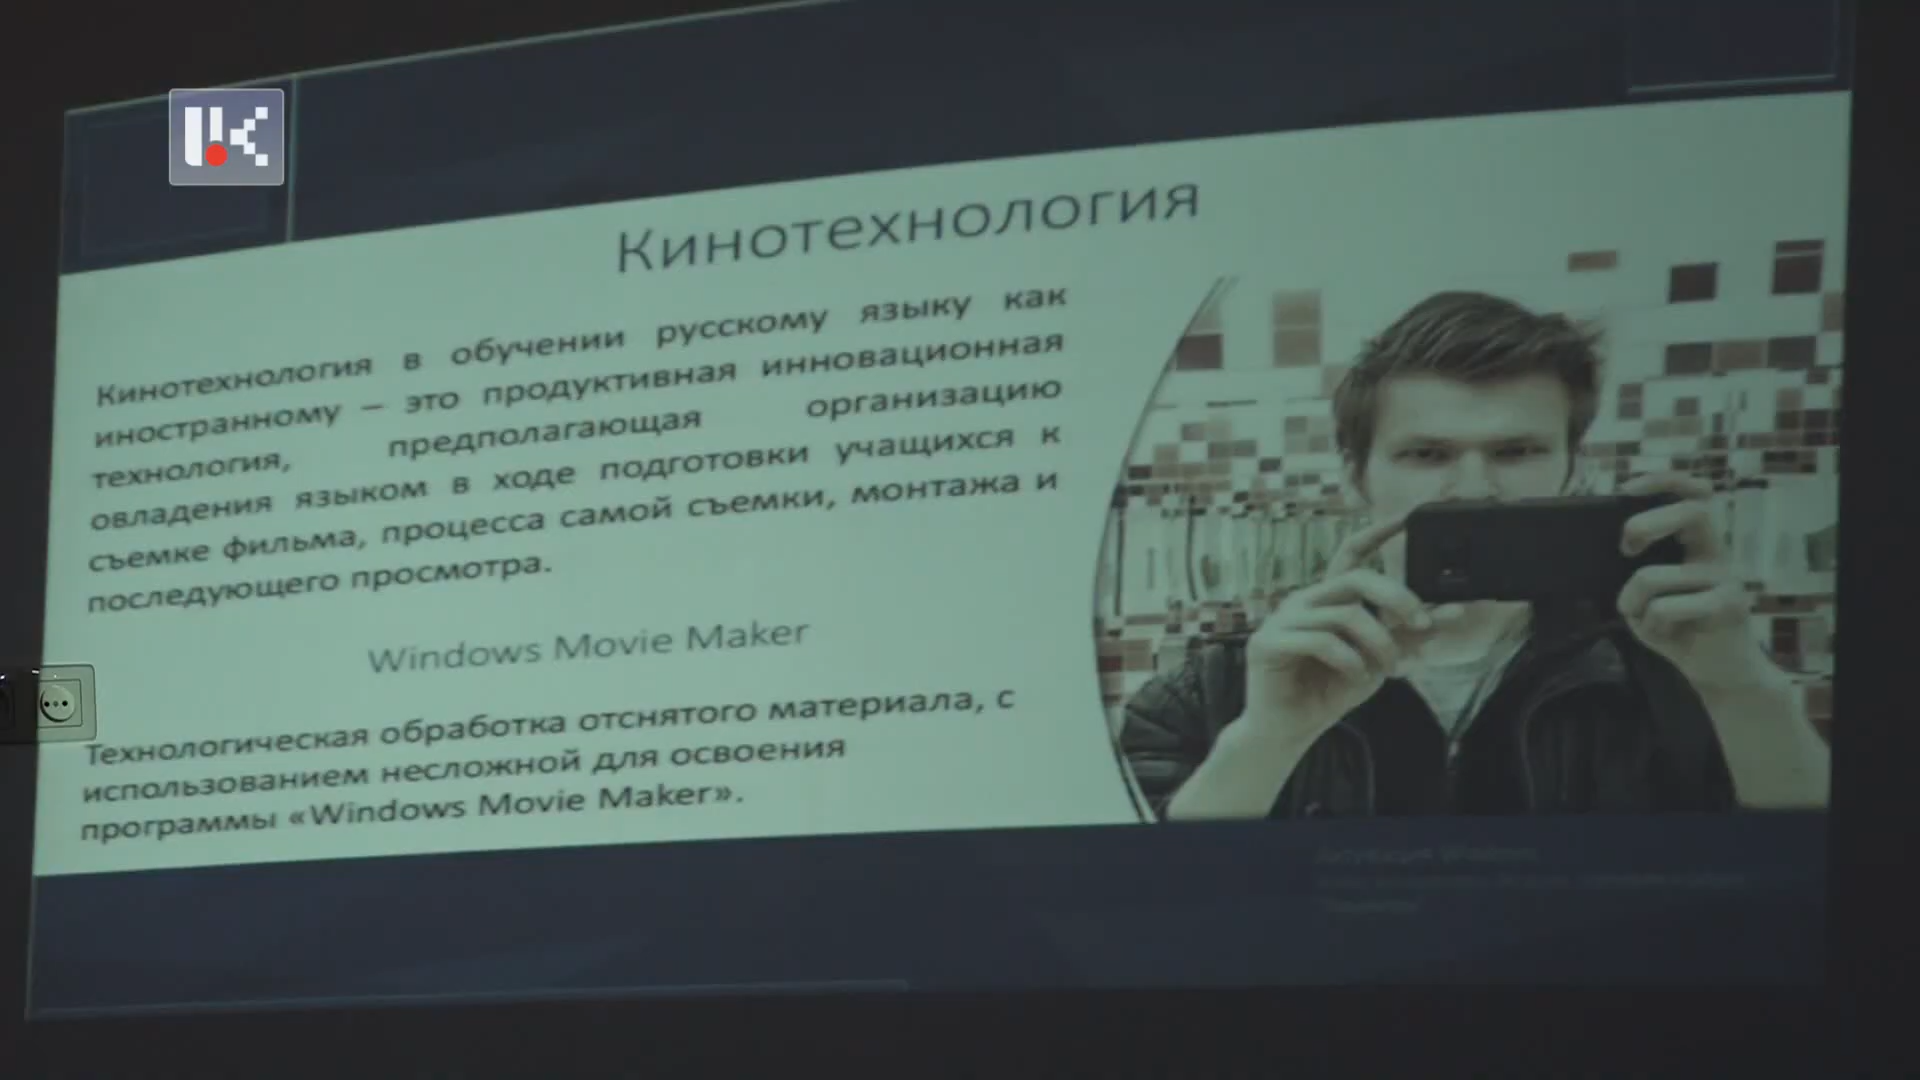 Кинотехнология
Кинотехнология в обучении русскому языку как
иностранному – это продуктивная инновационная
технология, предполагающая организацию
овладения языком в ходе подготовки учащихся к
съемке фильма, процесса самой съемки, монтажа и
последующего просмотра.
Windows Movie Maker
Технологическая обработка отснятого материала, с
использованием несложной для освоения
программы «Windows Movie Maker».
Активация Windows